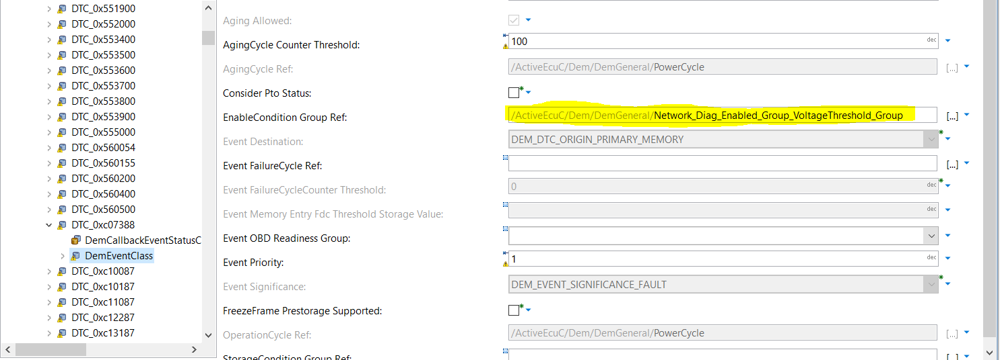 DTC_0x551900
DTC_0x552000
DTC_0x553400
DTC_0x553500
DTC_0x553600
DTC_0x553700
DTC_0x553800
DTC_0x553900
DTC_0x555000
DTC_0x560054
DTC_0x560155
DTC_0x560200
DTC_0x560400
DTC_0x560500
DTC_0xc07388
DemCallbackEventStatusC
DemEventClass
DTC_0xc10087
DTC_0xc10187
DTC_0xc11087
DTC_0xc12287
DTC_0xc13187
Aging Allowed:
AgingCycle Counter Threshold: 100 dec
AgingCycle Ref: /ActiveEcuC/Dem/DemGeneral/PowerCycle [...]
Consider Pto Status:
EnableCondition Group Ref: /ActiveEcuC/Dem/DemGeneral/Network_Diag_Enabled_Group_VoltageThreshold_Group [...]
Event Destination: DEM_DTC_ORIGIN_PRIMARY_MEMORY
Event FailureCycle Ref: [...]
Event FailureCycleCounter Threshold: 0 dec
Event Memory Entry Fdc Threshold Storage Value: dec
Event OBD Readiness Group:
Event Priority: 1 dec
Event Significance: DEM_EVENT_SIGNIFICANCE_FAULT
FreezeFrame Prestorage Supported:
OperationCycle Ref: /ActiveEcuC/Dem/DemGeneral/PowerCycle [...]
StorageCondition Group Ref: [...]